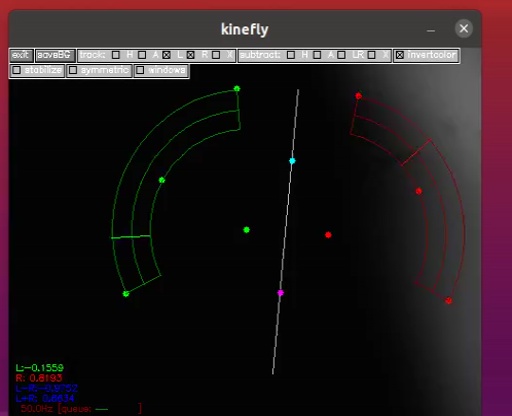 kinefly
exit saveBG track: H A L R X subtract: H A LR X invertcolor
stabilize symmetric windows
L:-0.1559
R: 0.8193
L-R:-0.9752
L+R: 0.6634
50.0Hz [queue: ]